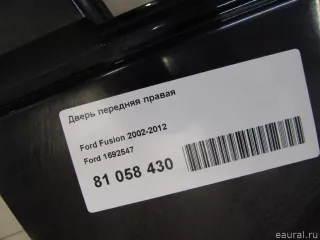 Дверь передняя правая
Ford Fusion 2002-2012
Ford 1692547
81 058 430
eaural.ru